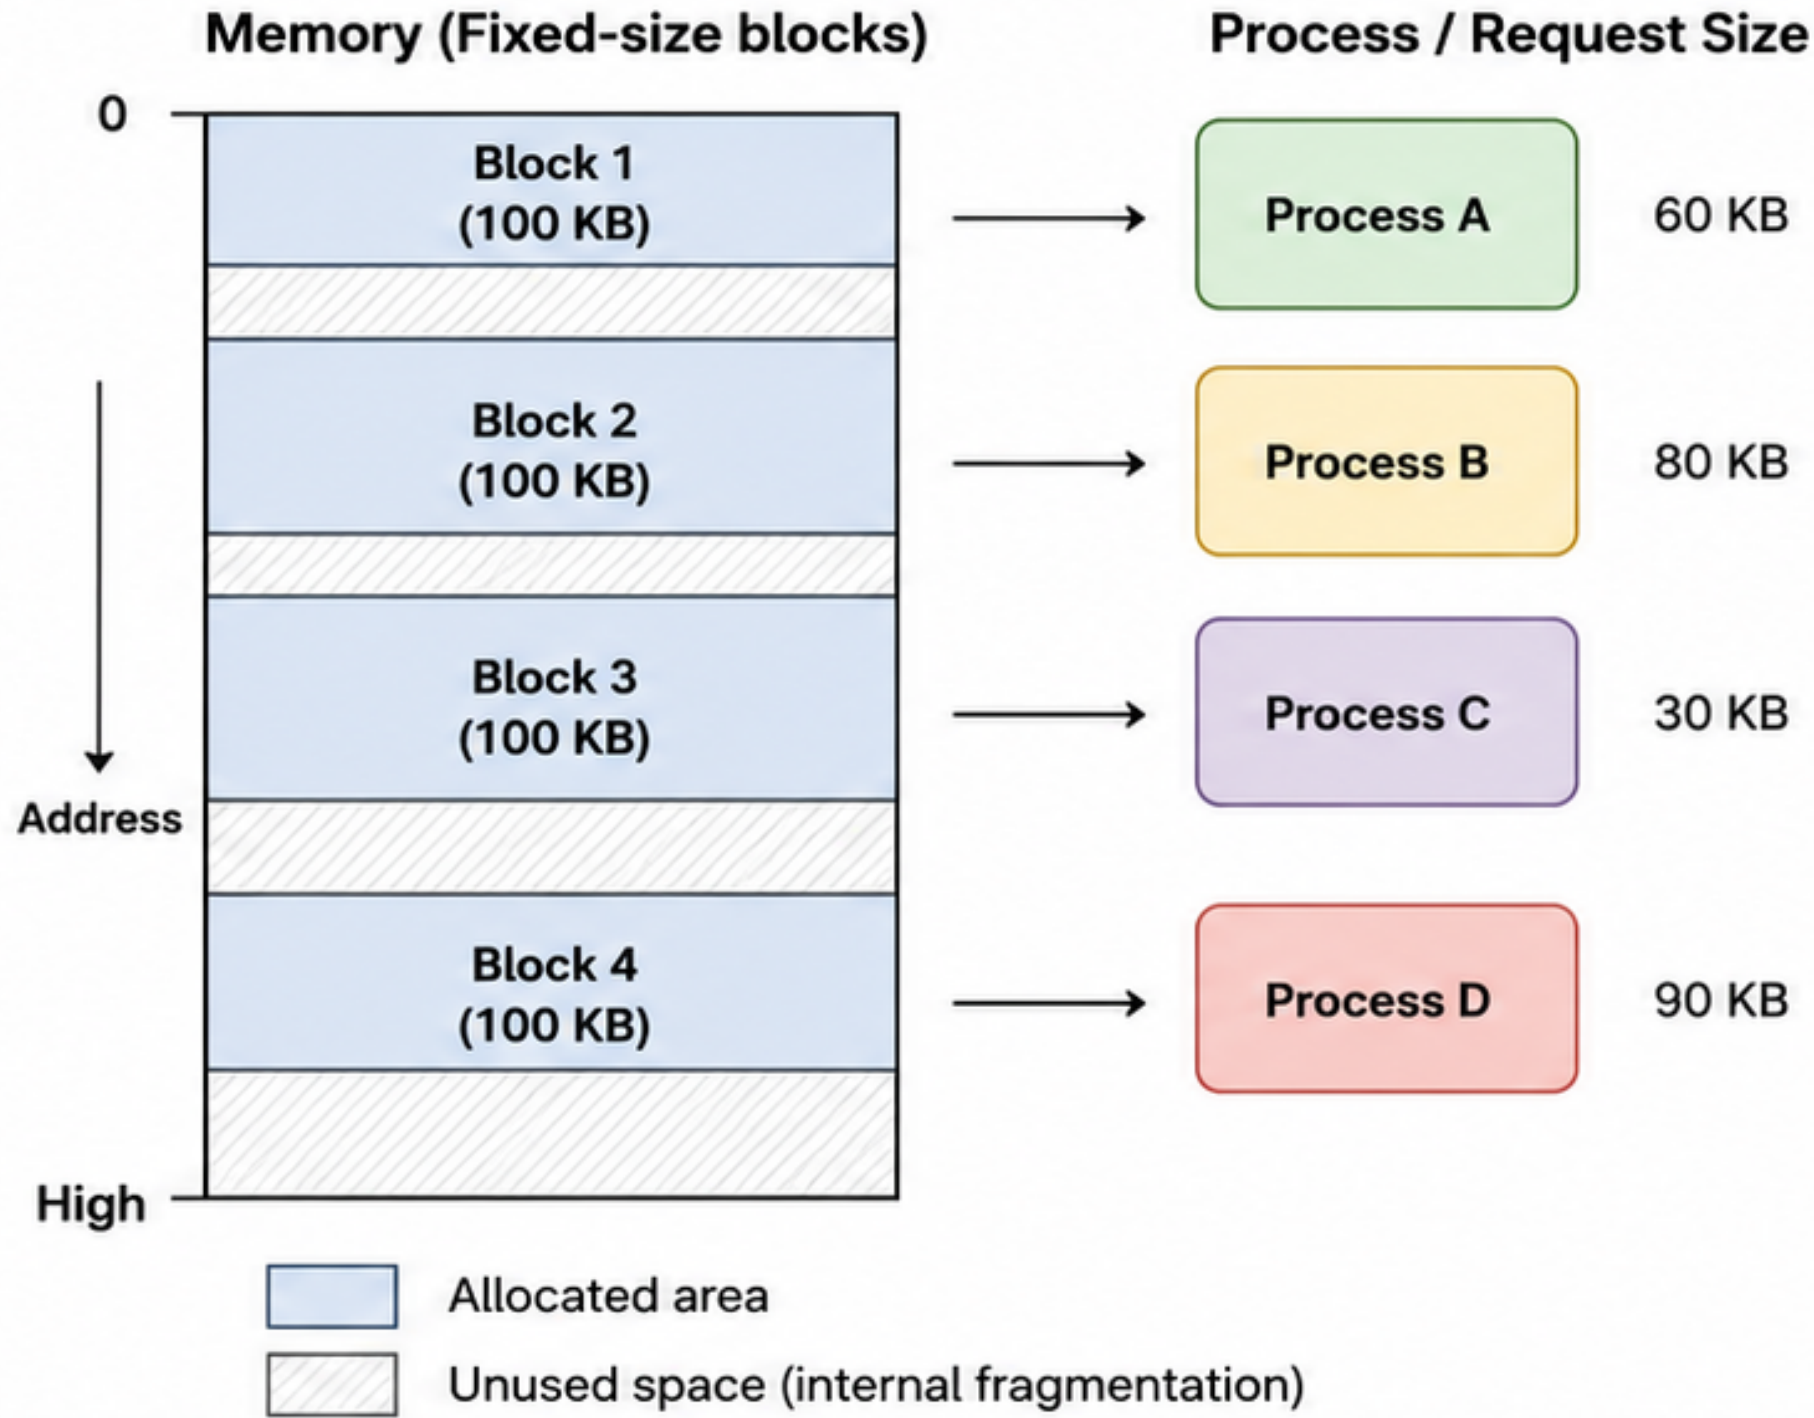 Memory (Fixed-size blocks)
Process / Request Size
0
Block 1
(100 KB)
Process A
60 KB
Block 2
(100 KB)
Process B
80 KB
Block 3
(100 KB)
Process C
30 KB
Address
Block 4
(100 KB)
Process D
90 KB
High
Allocated area
Unused space (internal fragmentation)